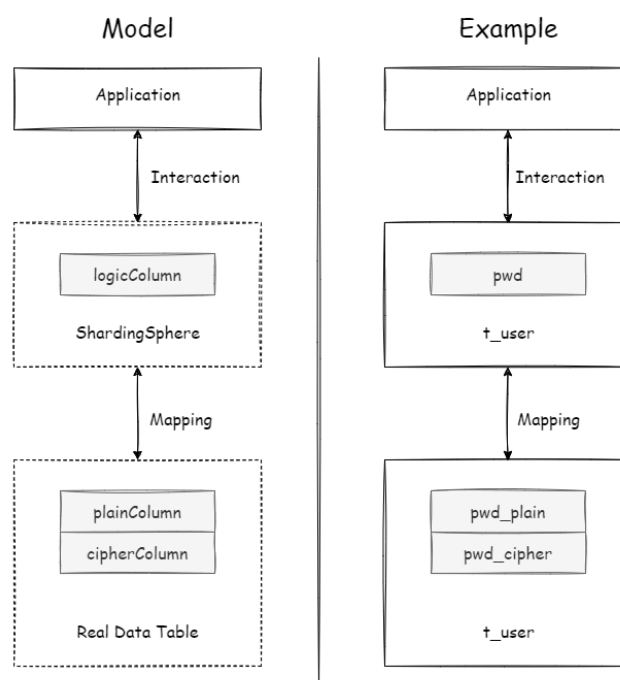 Model
Application
Interaction
logicColumn
ShardingSphere
Mapping
plainColumn
cipherColumn
Real Data Table
Example
Application
Interaction
pwd
t_user
Mapping
pwd_plain
pwd_cipher
t_user